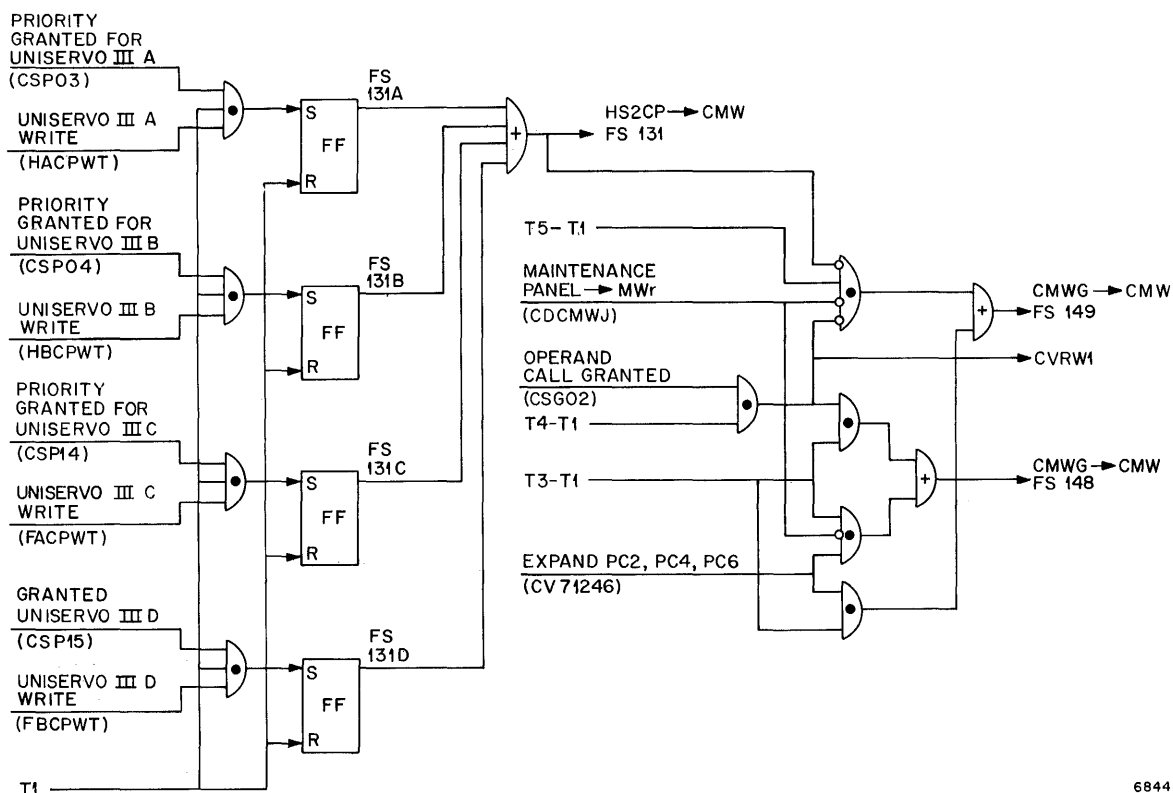 PRIORITY
GRANTED FOR
UNISERVO III A
(CSP03)
UNISERVO III A
WRITE
(HACPWT)
FS
131A
S
FF
R
PRIORITY
GRANTED FOR
UNISERVO III B
(CSP04)
UNISERVO III B
WRITE
(HBCPWT)
FS
131B
S
FF
R
PRIORITY
GRANTED FOR
UNISERVO III C
(CSP14)
UNISERVO III C
WRITE
(FACPWT)
FS
131C
S
FF
R
GRANTED
UNISERVO III D
(CSP15)
UNISERVO III D
WRITE
(FBCPWT)
FS
131D
S
FF
R
T1
+
HS2CP → CMW
FS 131
T5-T1
MAINTENANCE
PANEL → MWr
(CDCMWJ)
OPERAND
CALL GRANTED
(CSG02)
T4-T1
T3-T1
EXPAND PC2, PC4, PC6
(CV71246)
+
CMWG → CMW
FS 149
CVRW1
+
CMWG → CMW
FS 148
6844